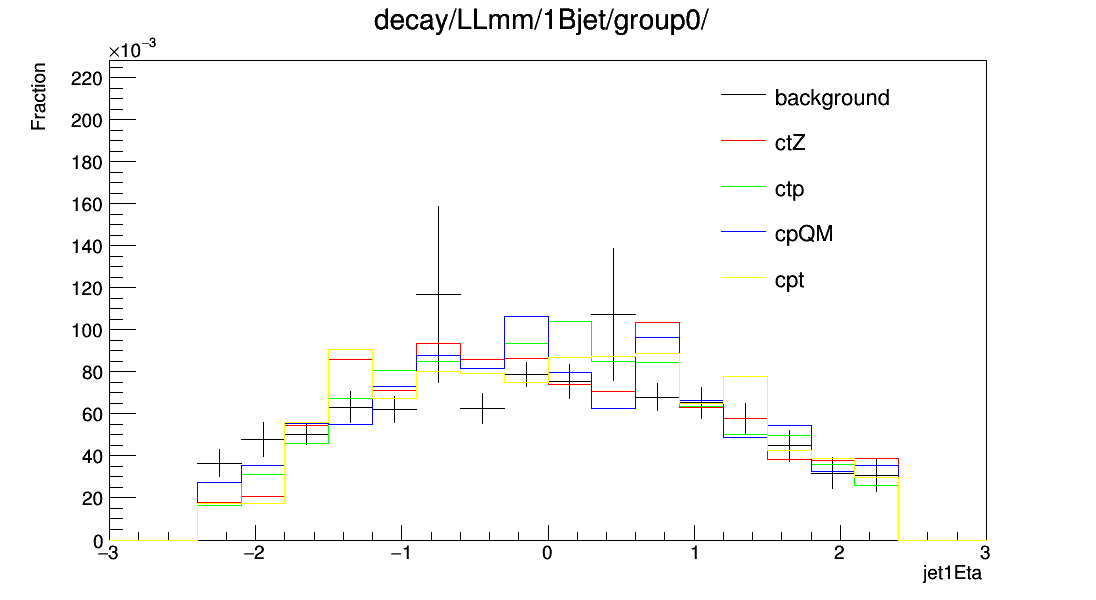 decay/LLmm/1Bjet/group0/
×10⁻³
Fraction
220
200
180
160
140
120
100
80
60
40
20
0
background
ctZ
ctp
cpQM
cpt
−3 −2 −1 0 1 2 3
jet1Eta